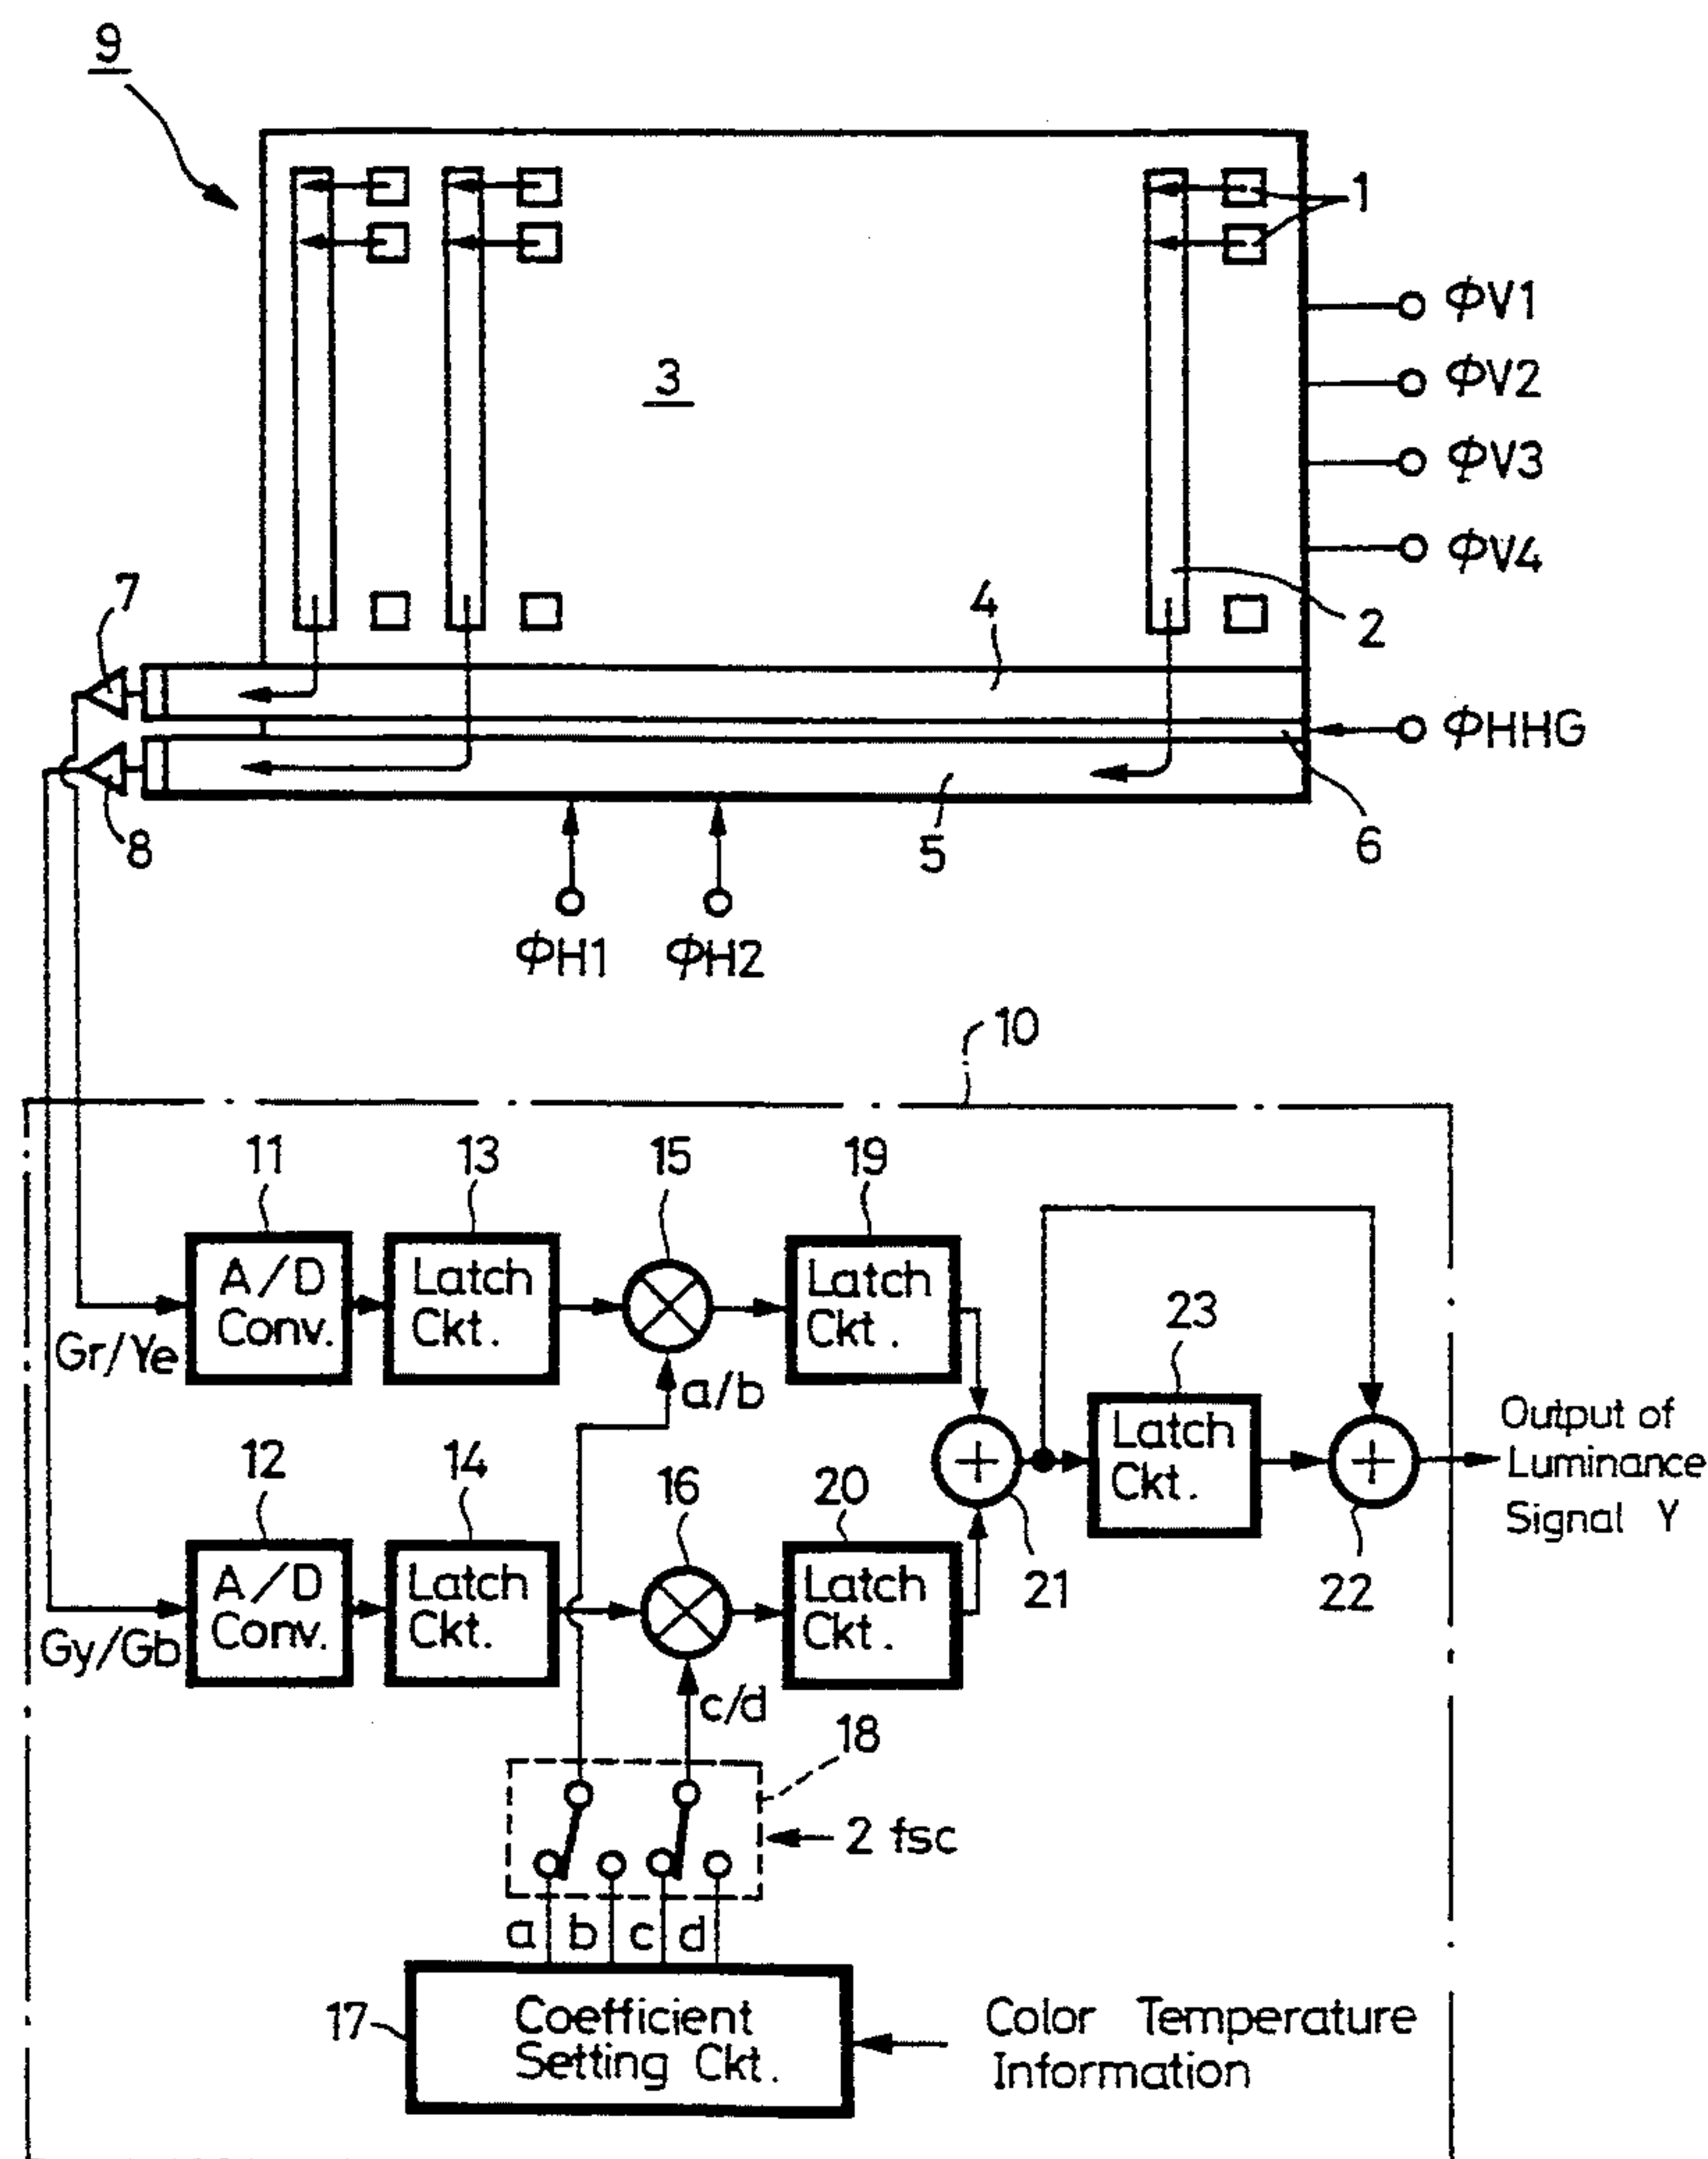 9
1
ΦV1
3
ΦV2
ΦV3
ΦV4
7
4
2
ΦHHG
8
5
6
ΦH1 ΦH2
10
11 13 15 19
A/D Conv.
Latch Ckt.
Latch Ckt.
23
Gr/Ye
a/b
Output of
Luminance
Signal Y
12 14 16 20
Latch Ckt.
A/D Conv.
Latch Ckt.
Latch Ckt.
21
22
Gy/Gb
c/d
18
2 fsc
a b c d
17
Coefficient
Setting Ckt.
Color Temperature
Information